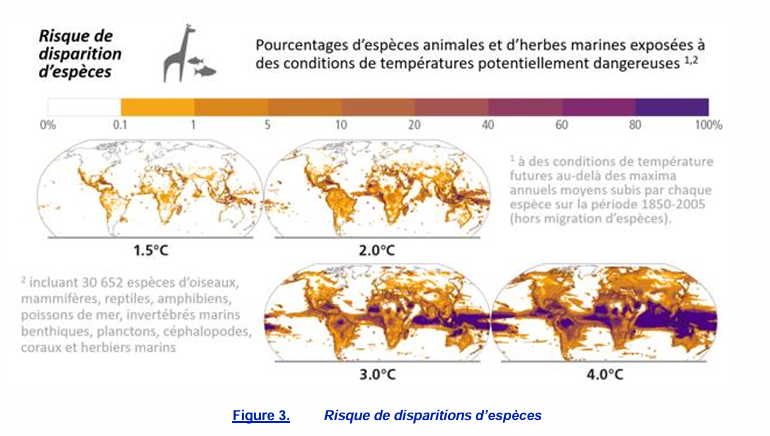 Risque de
disparition
d'espèces
Pourcentages d'espèces animales et d'herbes marines exposées à
des conditions de températures potentiellement dangereuses 1,2
0% 0.1 1 5 10 20 40 60 80 100%
1 à des conditions de température
futures au-delà des maxima
annuels moyens subis par chaque
espèce sur la période 1850-2005
(hors migration d'espèces).
1.5°C 2.0°C
2 incluant 30 652 espèces d'oiseaux,
mammifères, reptiles, amphibiens,
poissons de mer, invertébrés marins
benthiques, planctons, céphalopodes,
coraux et herbiers marins
3.0°C 4.0°C
Figure 3. Risque de disparitions d'espèces